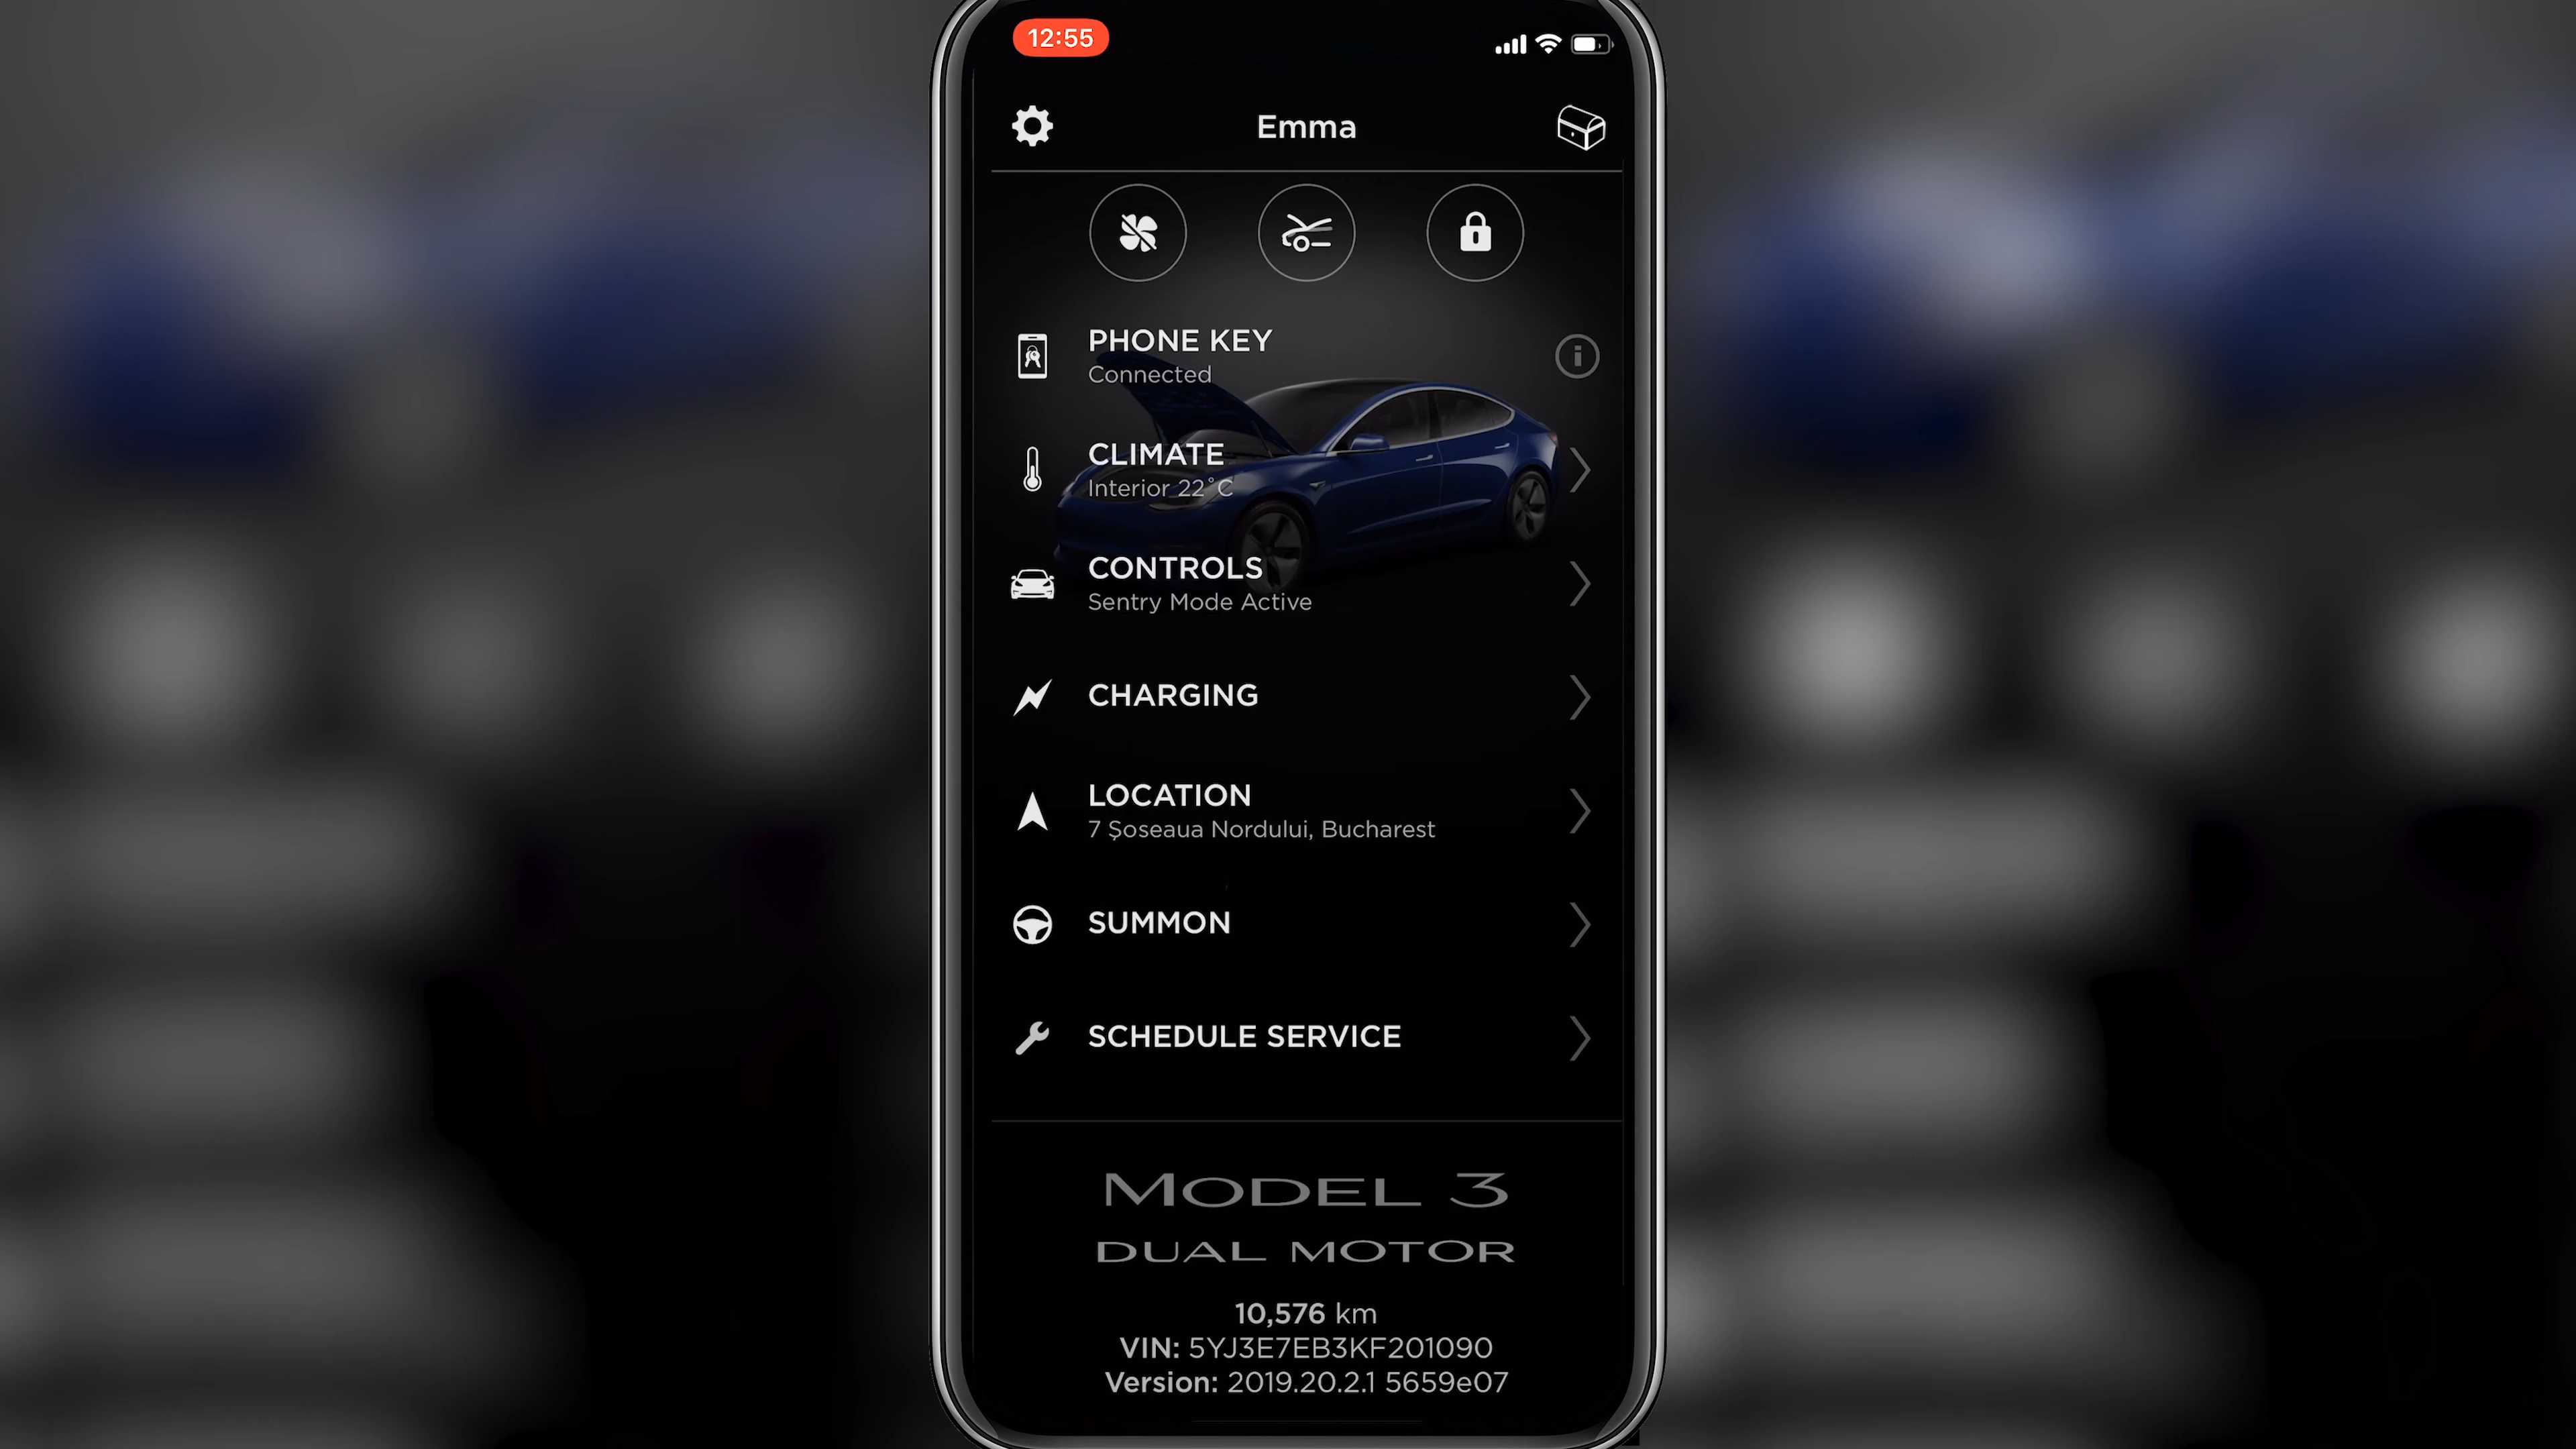 12:55
Emma
PHONE KEY
Connected
CLIMATE
Interior 22°C
CONTROLS
Sentry Mode Active
CHARGING
LOCATION
7 Șoseaua Nordului, Bucharest
SUMMON
SCHEDULE SERVICE
MODEL 3
DUAL MOTOR
10,576 km
VIN: 5YJ3E7EB3KF201090
Version: 2019.20.2.1 5659e07